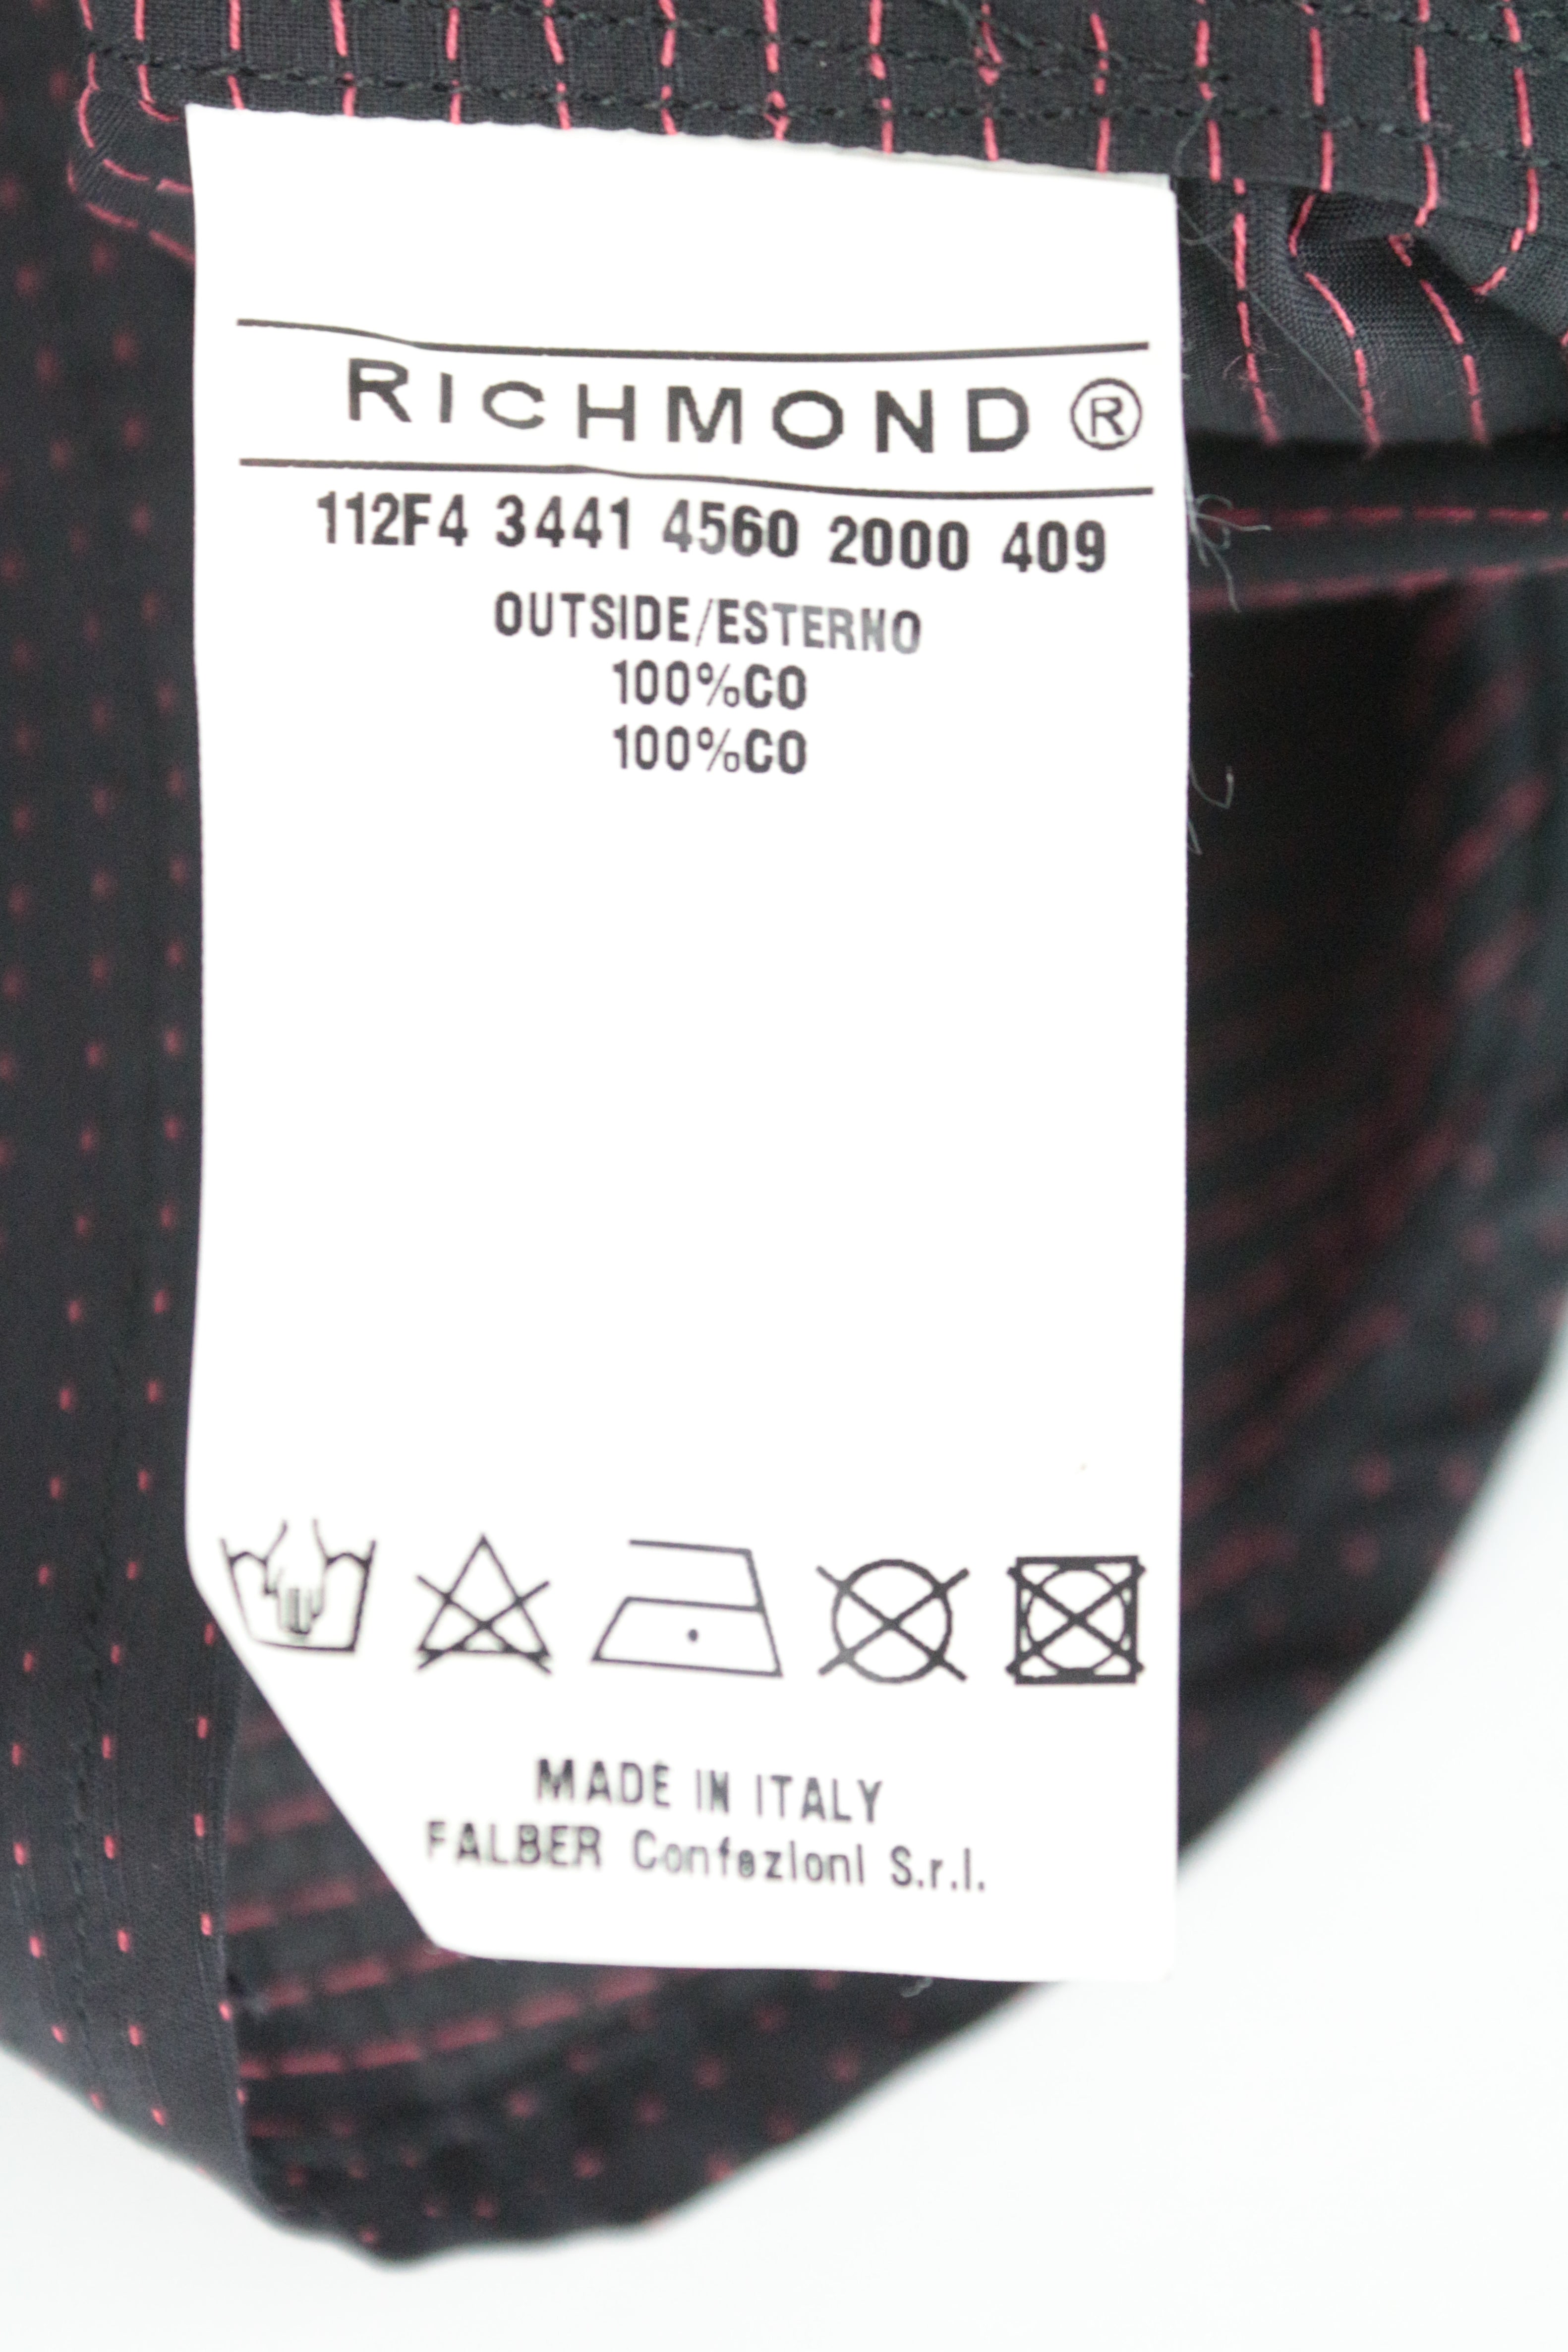 RICHMOND ®
112F4 3441 4560 2000 409
OUTSIDE/ESTERNO
100%CO
100%CO
MADE IN ITALY
FALBER Confezioni S.r.l.